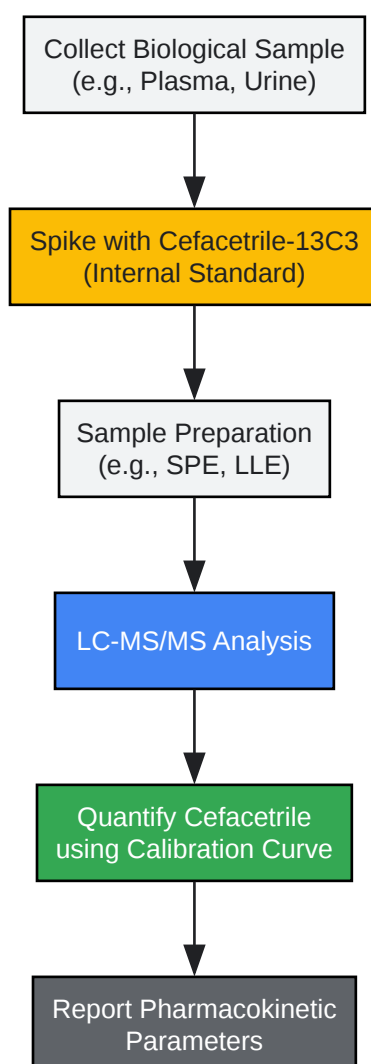 Collect Biological Sample
(e.g., Plasma, Urine)
Spike with Cefacetrile-13C3
(Internal Standard)
Sample Preparation
(e.g., SPE, LLE)
LC-MS/MS Analysis
Quantify Cefacetrile
using Calibration Curve
Report Pharmacokinetic
Parameters